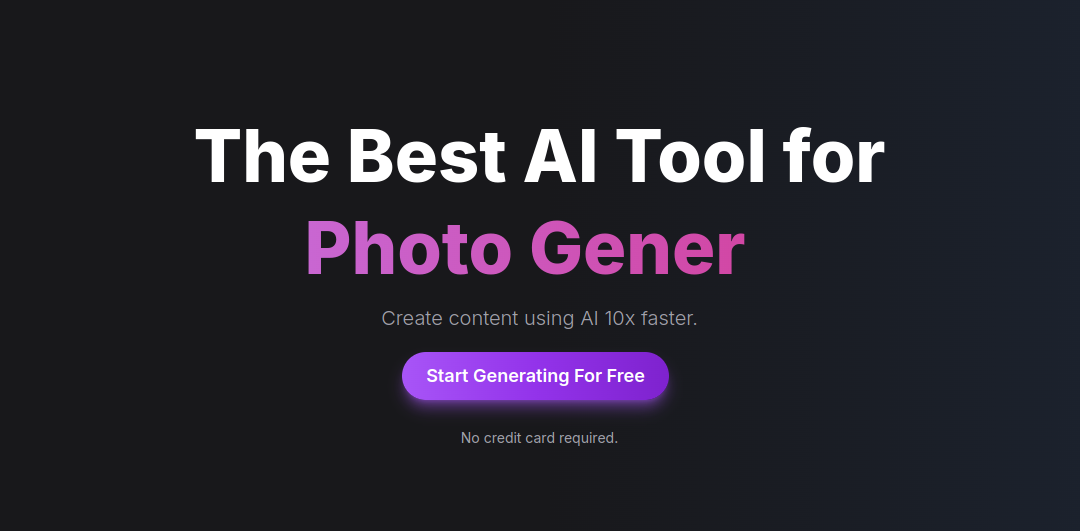 The Best AI Tool for
Photo Gener
Create content using AI 10x faster.
Start Generating For Free
No credit card required.